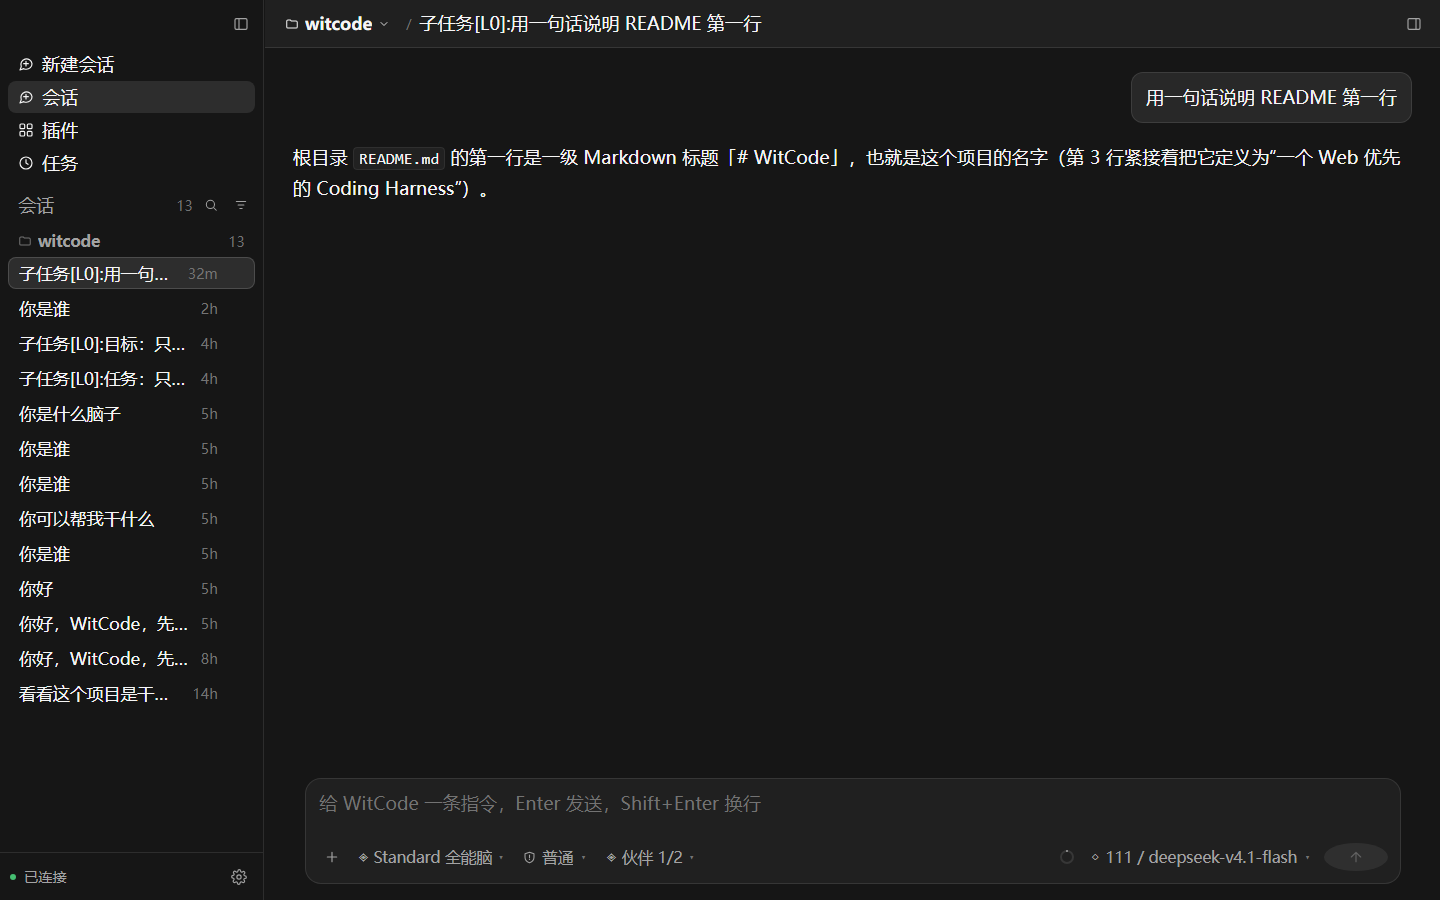 witcode / 子任务[L0]:用一句话说明 README 第一行
新建会话
会话
插件
任务
会话 13
witcode 13
子任务[L0]:用一句... 32m
你是谁 2h
子任务[L0]:目标：只... 4h
子任务[L0]:任务：只... 4h
你是什么脑子 5h
你是谁 5h
你是谁 5h
你可以帮我干什么 5h
你是谁 5h
你好 5h
你好，WitCode，先... 5h
你好，WitCode，先... 8h
看看这个项目是干... 14h
已连接
用一句话说明 README 第一行
根目录 README.md 的第一行是一级 Markdown 标题「# WitCode」，也就是这个项目的名字（第 3 行紧接着把它定义为“一个 Web 优先
的 Coding Harness”）。
给 WitCode 一条指令，Enter 发送，Shift+Enter 换行
Standard 全能脑 普通 伙伴 1/2 111 / deepseek-v4.1-flash